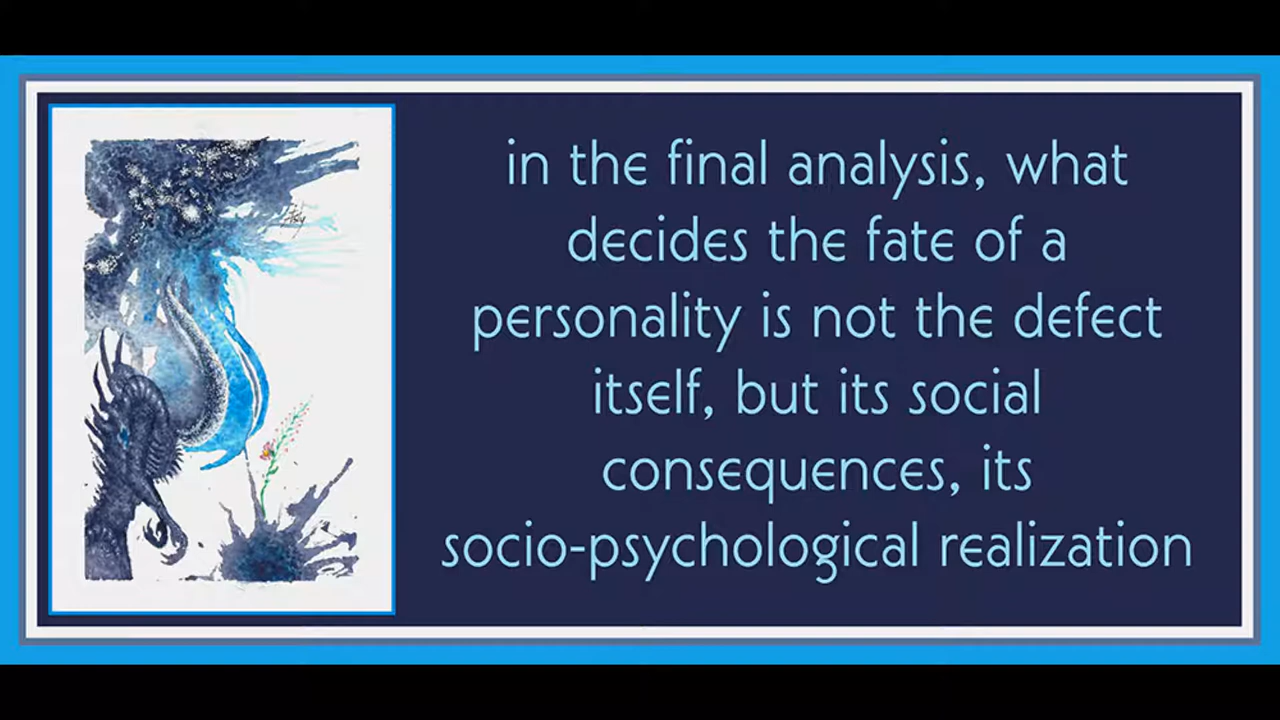 in the final analysis, what
decides the fate of a
personality is not the defect
itself, but its social
consequences, its
socio-psychological realization